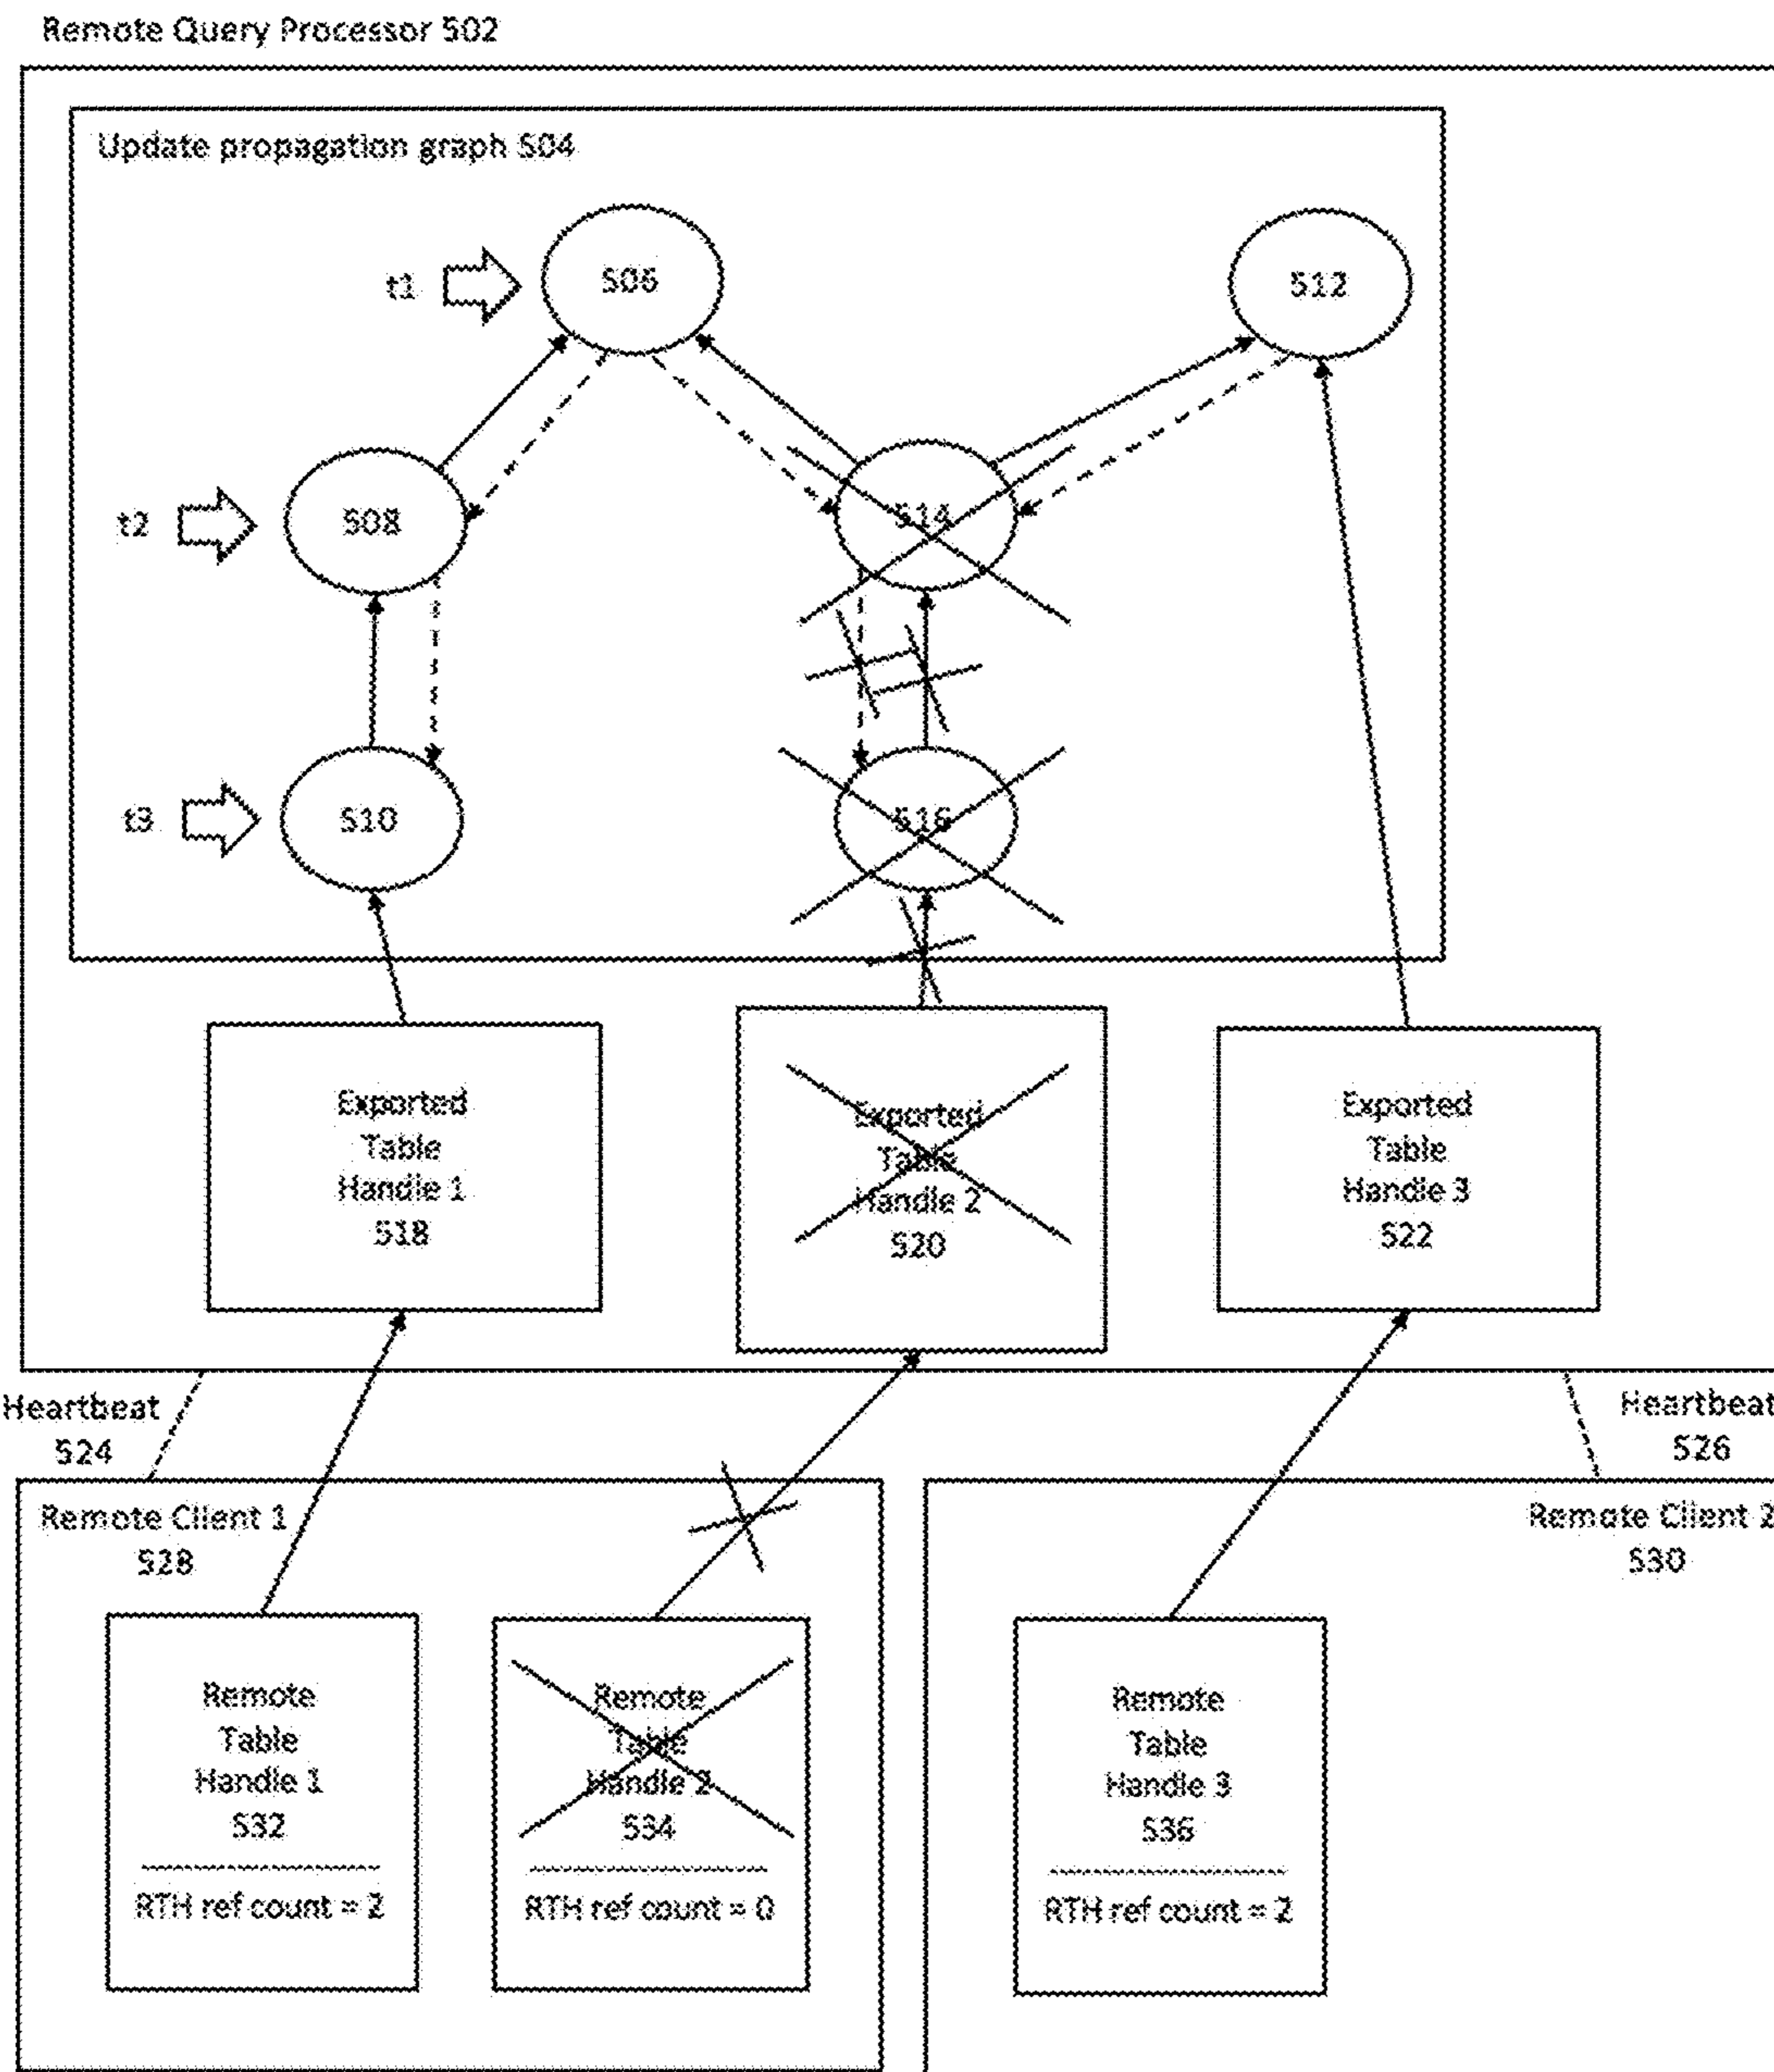 Remote Query Processor 502
Update propagation graph 504
t1
506
512
t2
508
514
t3
510
516
Exported
Table
Handle 1
518
Exported
Table
Handle 2
520
Exported
Table
Handle 3
522
Heartbeat
524
Heartbeat
526
Remote Client 1
528
Remote Client 2
530
Remote
Table
Handle 1
532
RTH ref count = 2
Remote
Table
Handle 2
534
RTH ref count = 0
Remote
Table
Handle 3
536
RTH ref count = 2